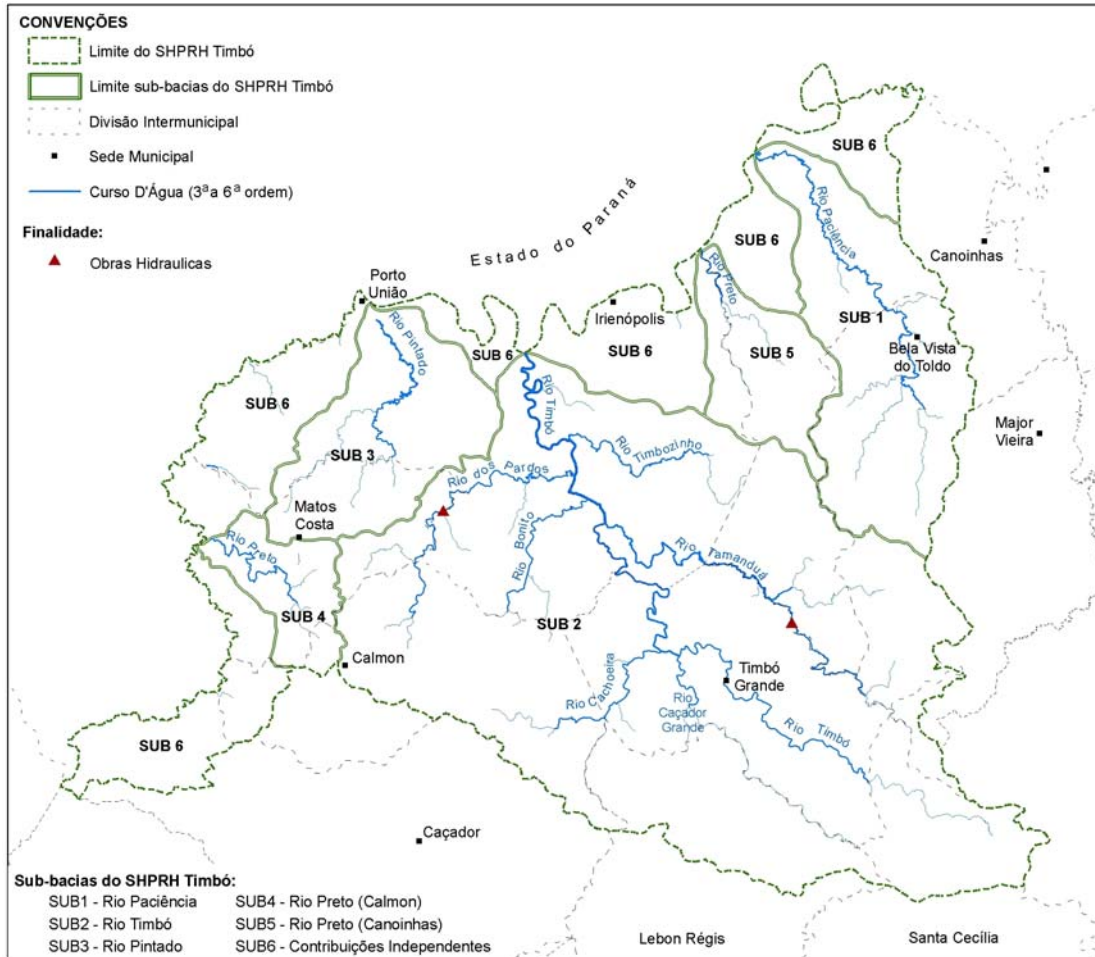 CONVENÇÕES
Limite do SHPRH Timbó
Limite sub-bacias do SHPRH Timbó
Divisão Intermunicipal
Sede Municipal
Curso D'Água (3ª a 6ª ordem)
Finalidade:
Obras Hidraulicas
Estado do Paraná
SUB 6
Rio Paciência
Canoinhas
SUB 6
Rio Preto
Porto
União
Irienópolis
SUB 1
Rio Pintado
SUB 6
SUB 6
SUB 5
Bela Vista
do Toldo
SUB 6
Rio Timbó
Major
Vieira
SUB 3
Rio Timbozinho
Rio dos Pardos
Matos
Costa
Rio Bonito
Rio Preto
Rio Tamanduá
SUB 4
SUB 2
Calmon
Timbó
Grande
Rio Cachoeira
Rio
Caçador
Grande
Rio Timbó
SUB 6
Caçador
Sub-bacias do SHPRH Timbó:
SUB1 - Rio Paciência
SUB2 - Rio Timbó
SUB3 - Rio Pintado
SUB4 - Rio Preto (Calmon)
SUB5 - Rio Preto (Canoinhas)
SUB6 - Contribuições Independentes
Lebon Régis
Santa Cecília